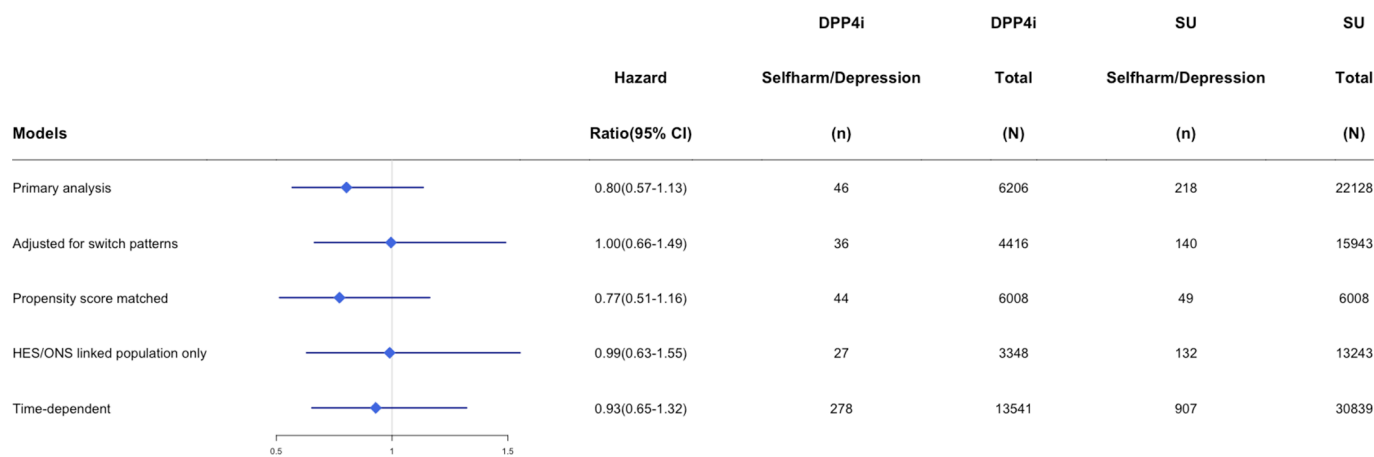 DPP4i DPP4i SU SU
Hazard Selfharm/Depression Total Selfharm/Depression Total
Models Ratio(95% CI) (n) (N) (n) (N)
Primary analysis 0.80(0.57-1.13) 46 6206 218 22128
Adjusted for switch patterns 1.00(0.66-1.49) 36 4416 140 15943
Propensity score matched 0.77(0.51-1.16) 44 6008 49 6008
HES/ONS linked population only 0.99(0.63-1.55) 27 3348 132 13243
Time-dependent 0.93(0.65-1.32) 278 13541 907 30839
0.5 1 1.5